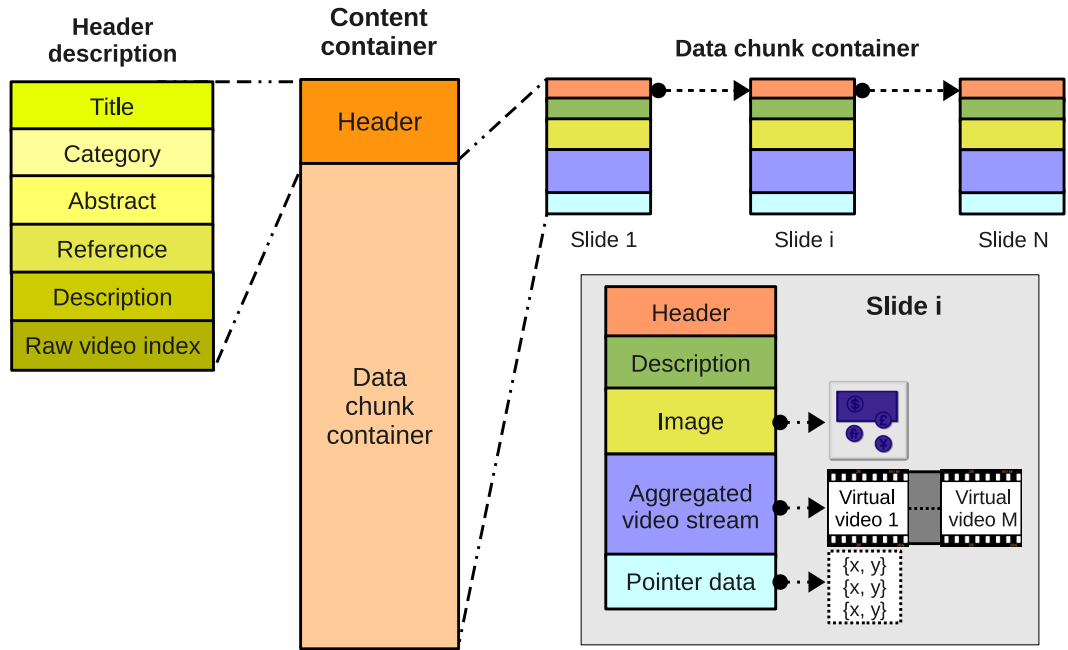 Header
description
Title
Category
Abstract
Reference
Description
Raw video index
Content
container
Header
Data
chunk
container
Data chunk container
Slide 1
Slide i
Slide N
Slide i
Header
Description
Image
$
£
¥
Aggregated
video stream
Virtual
video 1
Virtual
video M
Pointer data
{x, y}
{x, y}
{x, y}